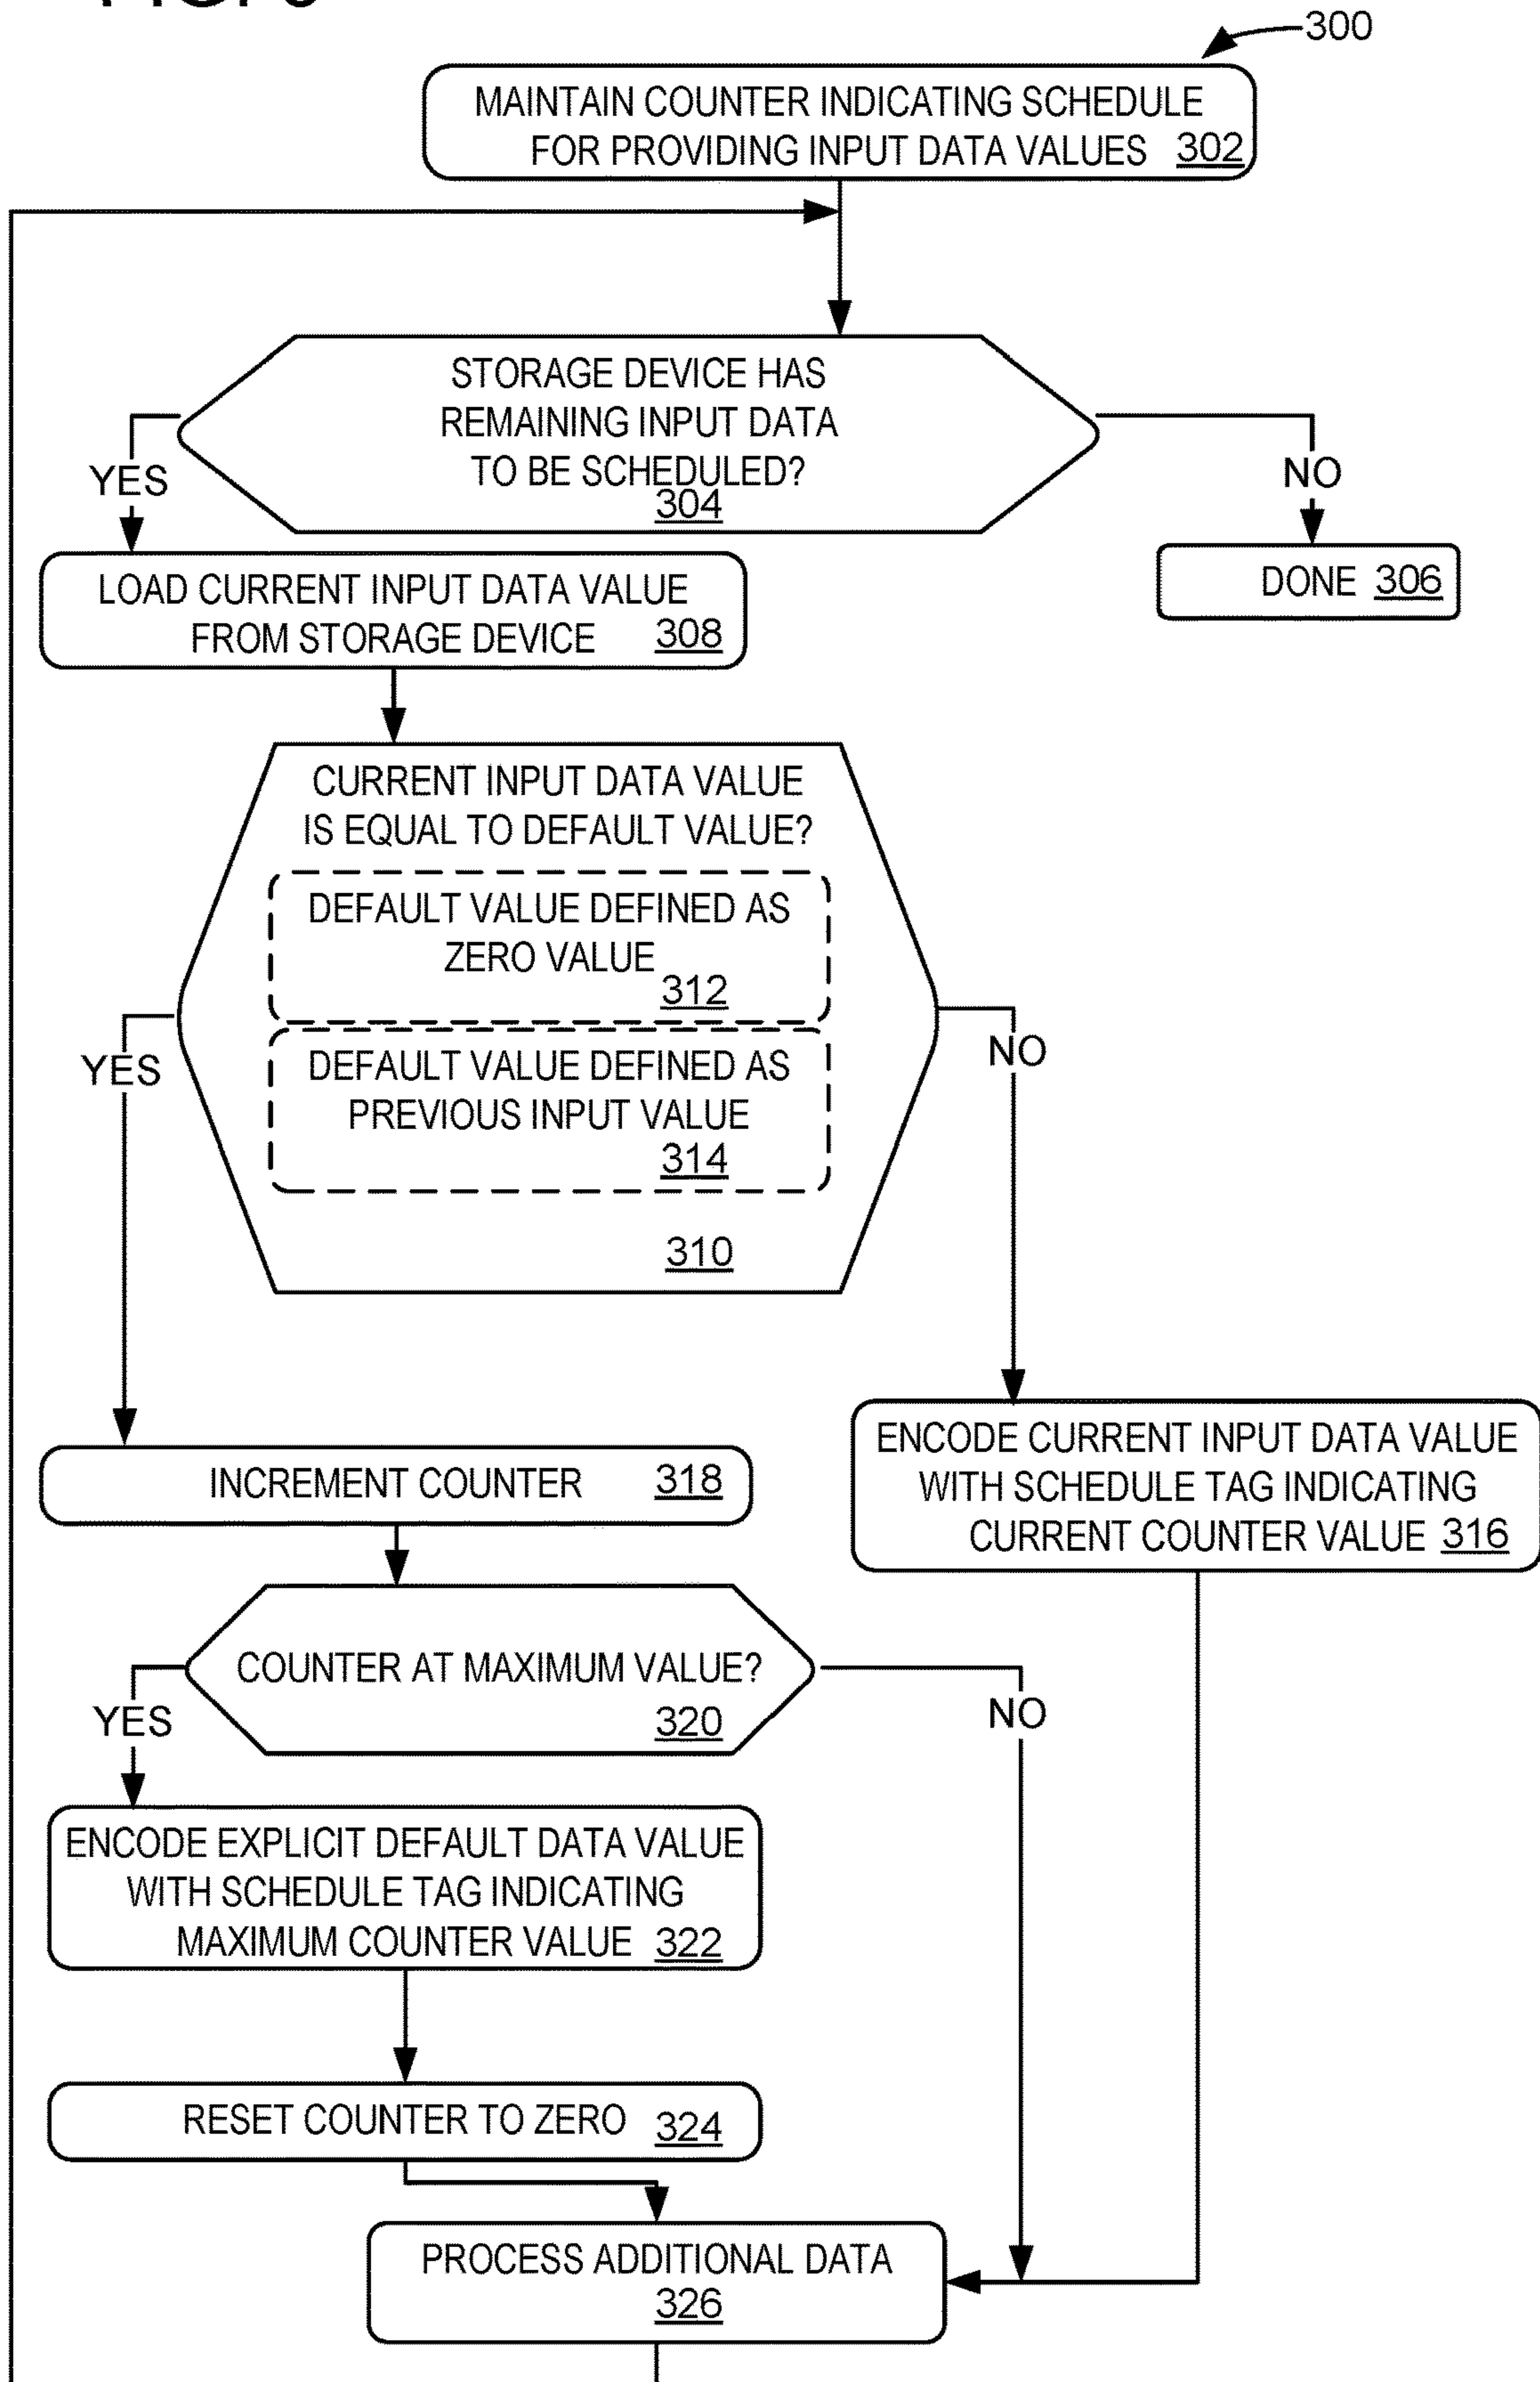 300
MAINTAIN COUNTER INDICATING SCHEDULE
FOR PROVIDING INPUT DATA VALUES 302
STORAGE DEVICE HAS
REMAINING INPUT DATA
TO BE SCHEDULED?
304
YES
NO
DONE 306
LOAD CURRENT INPUT DATA VALUE
FROM STORAGE DEVICE 308
CURRENT INPUT DATA VALUE
IS EQUAL TO DEFAULT VALUE?
DEFAULT VALUE DEFINED AS
ZERO VALUE
312
DEFAULT VALUE DEFINED AS
PREVIOUS INPUT VALUE
314
310
YES
NO
ENCODE CURRENT INPUT DATA VALUE
WITH SCHEDULE TAG INDICATING
CURRENT COUNTER VALUE 316
INCREMENT COUNTER 318
COUNTER AT MAXIMUM VALUE?
320
YES
NO
ENCODE EXPLICIT DEFAULT DATA VALUE
WITH SCHEDULE TAG INDICATING
MAXIMUM COUNTER VALUE 322
RESET COUNTER TO ZERO 324
PROCESS ADDITIONAL DATA
326